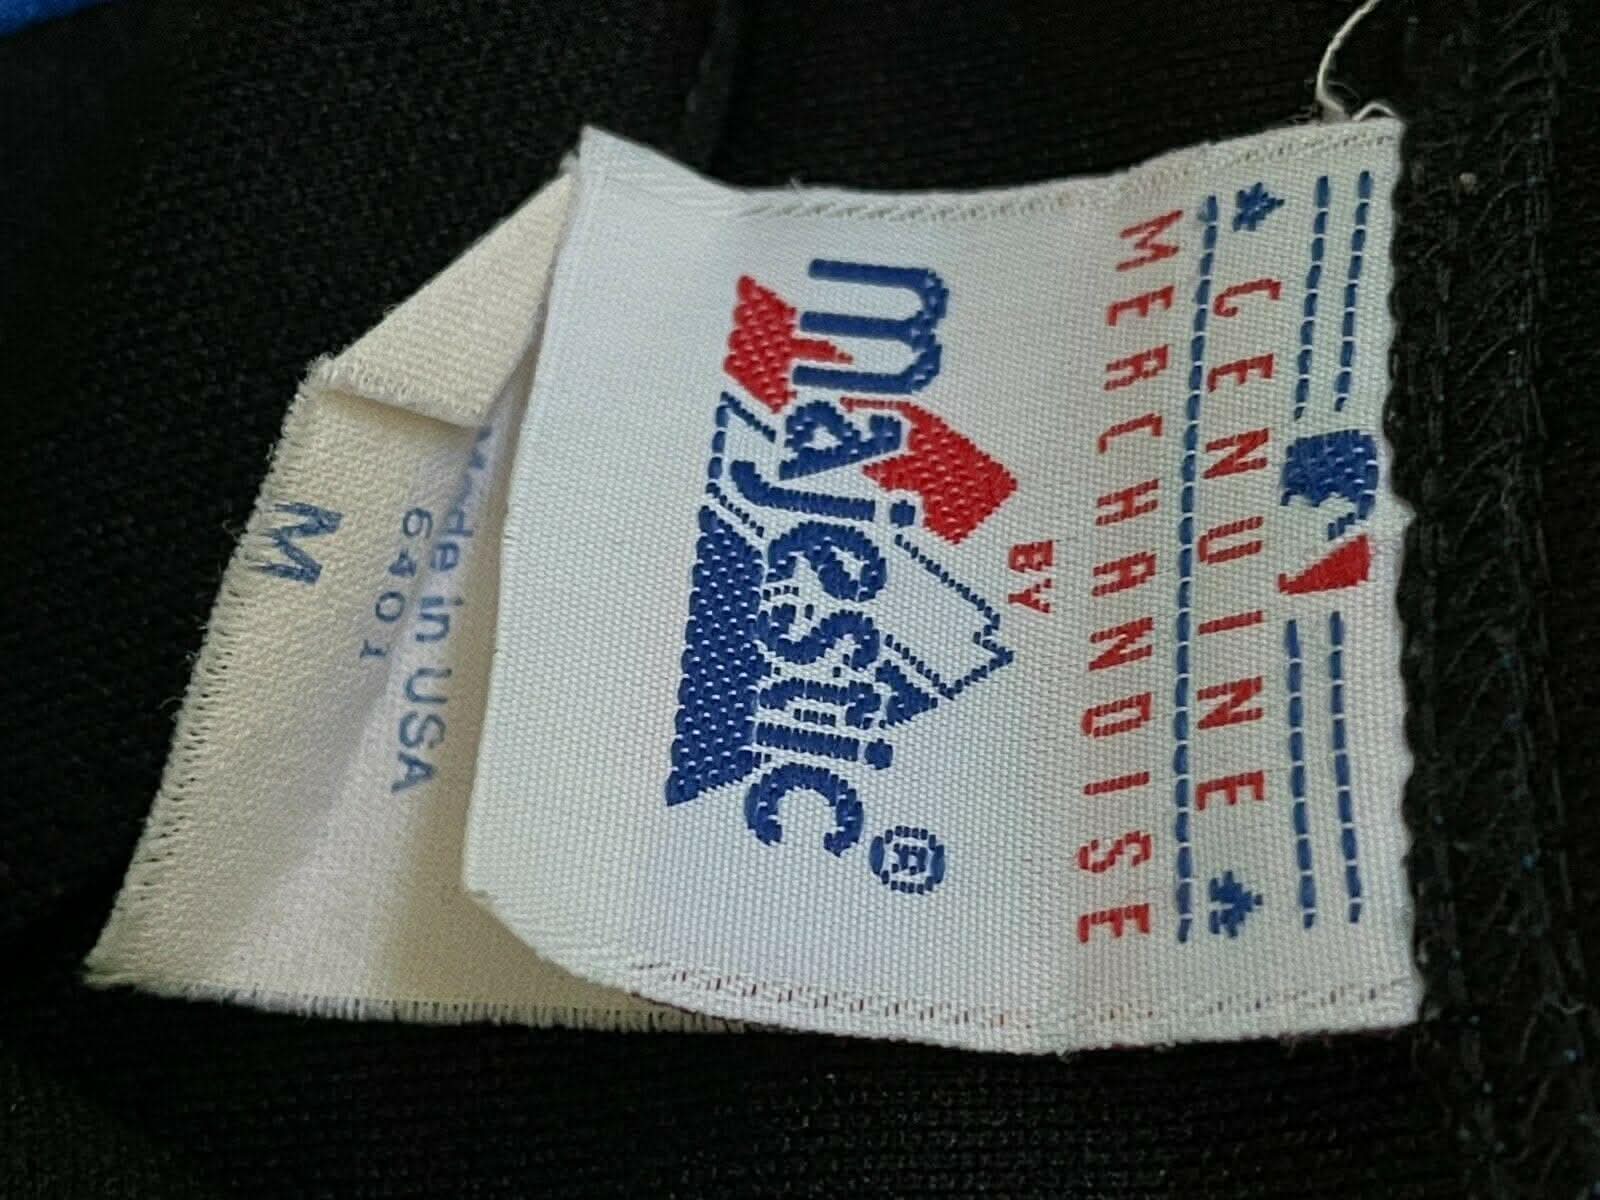 * GENUINE *
MERCHANDISE
BY
majestic®
Made in USA
6401
M